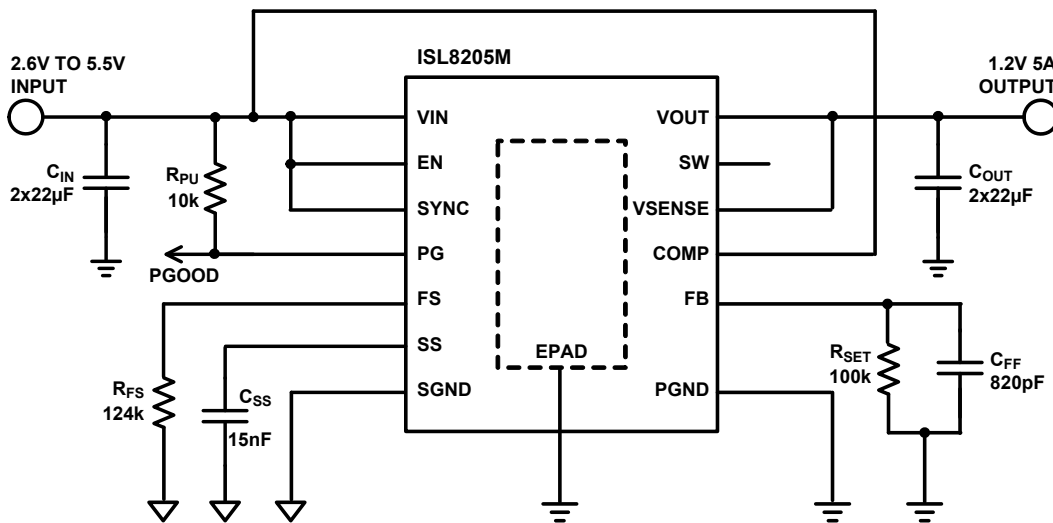 ISL8205M
2.6V TO 5.5V
INPUT
1.2V 5A
OUTPUT
VIN
VOUT
EN
SW
C_IN
2x22µF
R_PU
10k
C_OUT
2x22µF
SYNC
VSENSE
PG
COMP
PGOOD
FS
FB
SS
EPAD
R_SET
100k
C_FF
820pF
R_FS
124k
C_SS
15nF
SGND
PGND